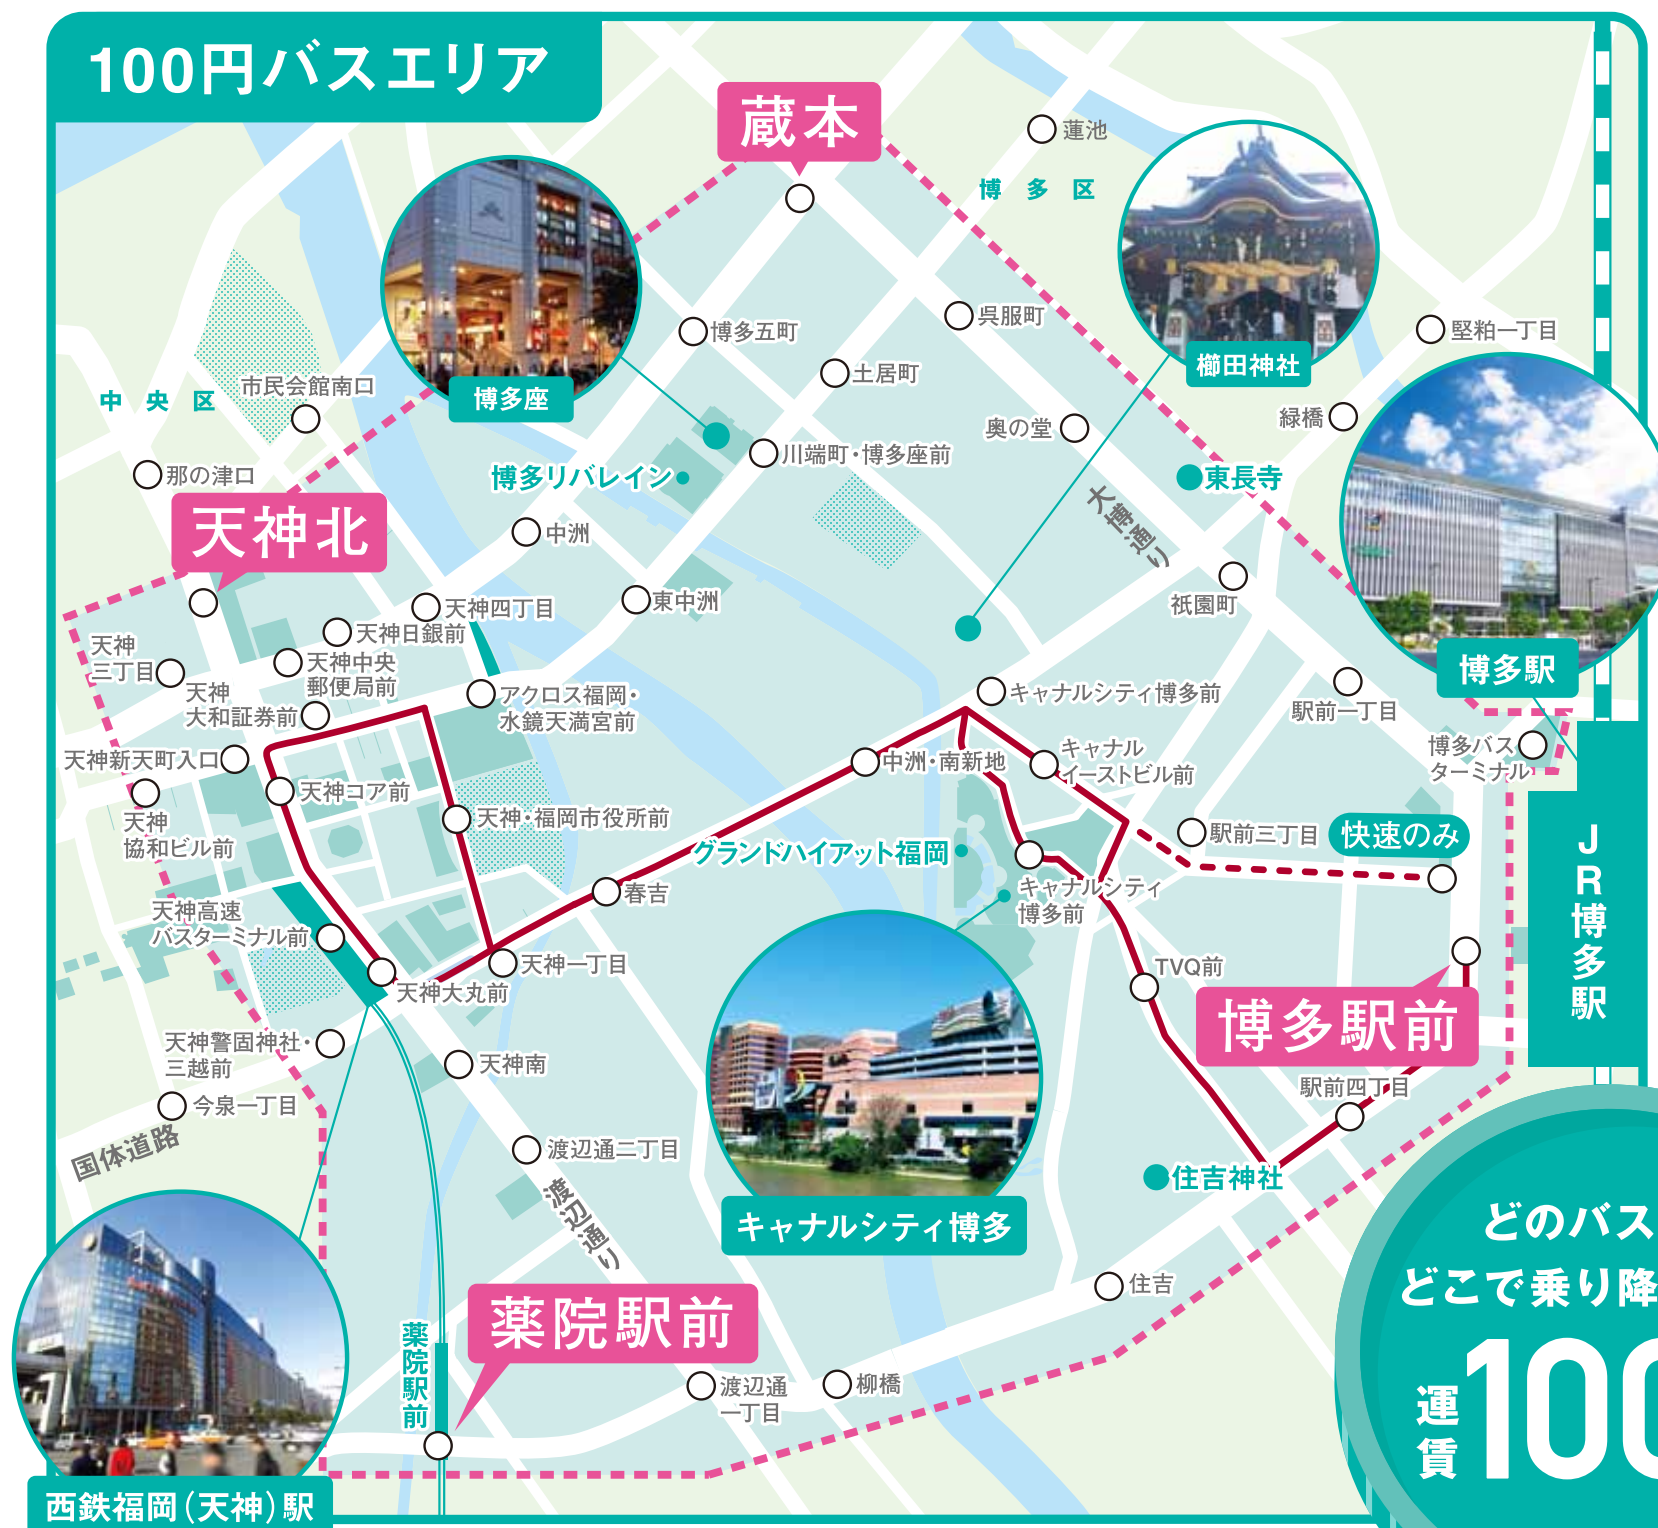 100円バスエリア
蔵本
蓮池
博多区
櫛田神社
呉服町
堅粕一丁目
博多五町
土居町
中央区
市民会館南口
博多座
緑橋
奥の堂
川端町・博多座前
那の津口
博多リバレイン
東長寺
大博通り
天神北
中洲
祇園町
東中洲
天神四丁目
天神日銀前
天神
三丁目
天神中央
郵便局前
天神
大和証券前
アクロス福岡・
水鏡天満宮前
キャナルシティ博多前
駅前一丁目
博多駅
博多バス
ターミナル
天神新天町入口
天神コア前
中洲・南新地
キャナル
イーストビル前
天神
協和ビル前
天神・福岡市役所前
駅前三丁目
快速のみ
グランドハイアット福岡
JR博多駅
春吉
キャナルシティ
博多前
天神高速
バスターミナル前
天神一丁目
TVQ前
天神大丸前
博多駅前
天神警固神社・
三越前
天神南
駅前四丁目
今泉一丁目
国体道路
渡辺通二丁目
住吉神社
渡辺通り
キャナルシティ博多
住吉
薬院駅前
薬院駅前
渡辺通
一丁目
柳橋
西鉄福岡(天神)駅
どのバス
どこで乗り降
運賃
100